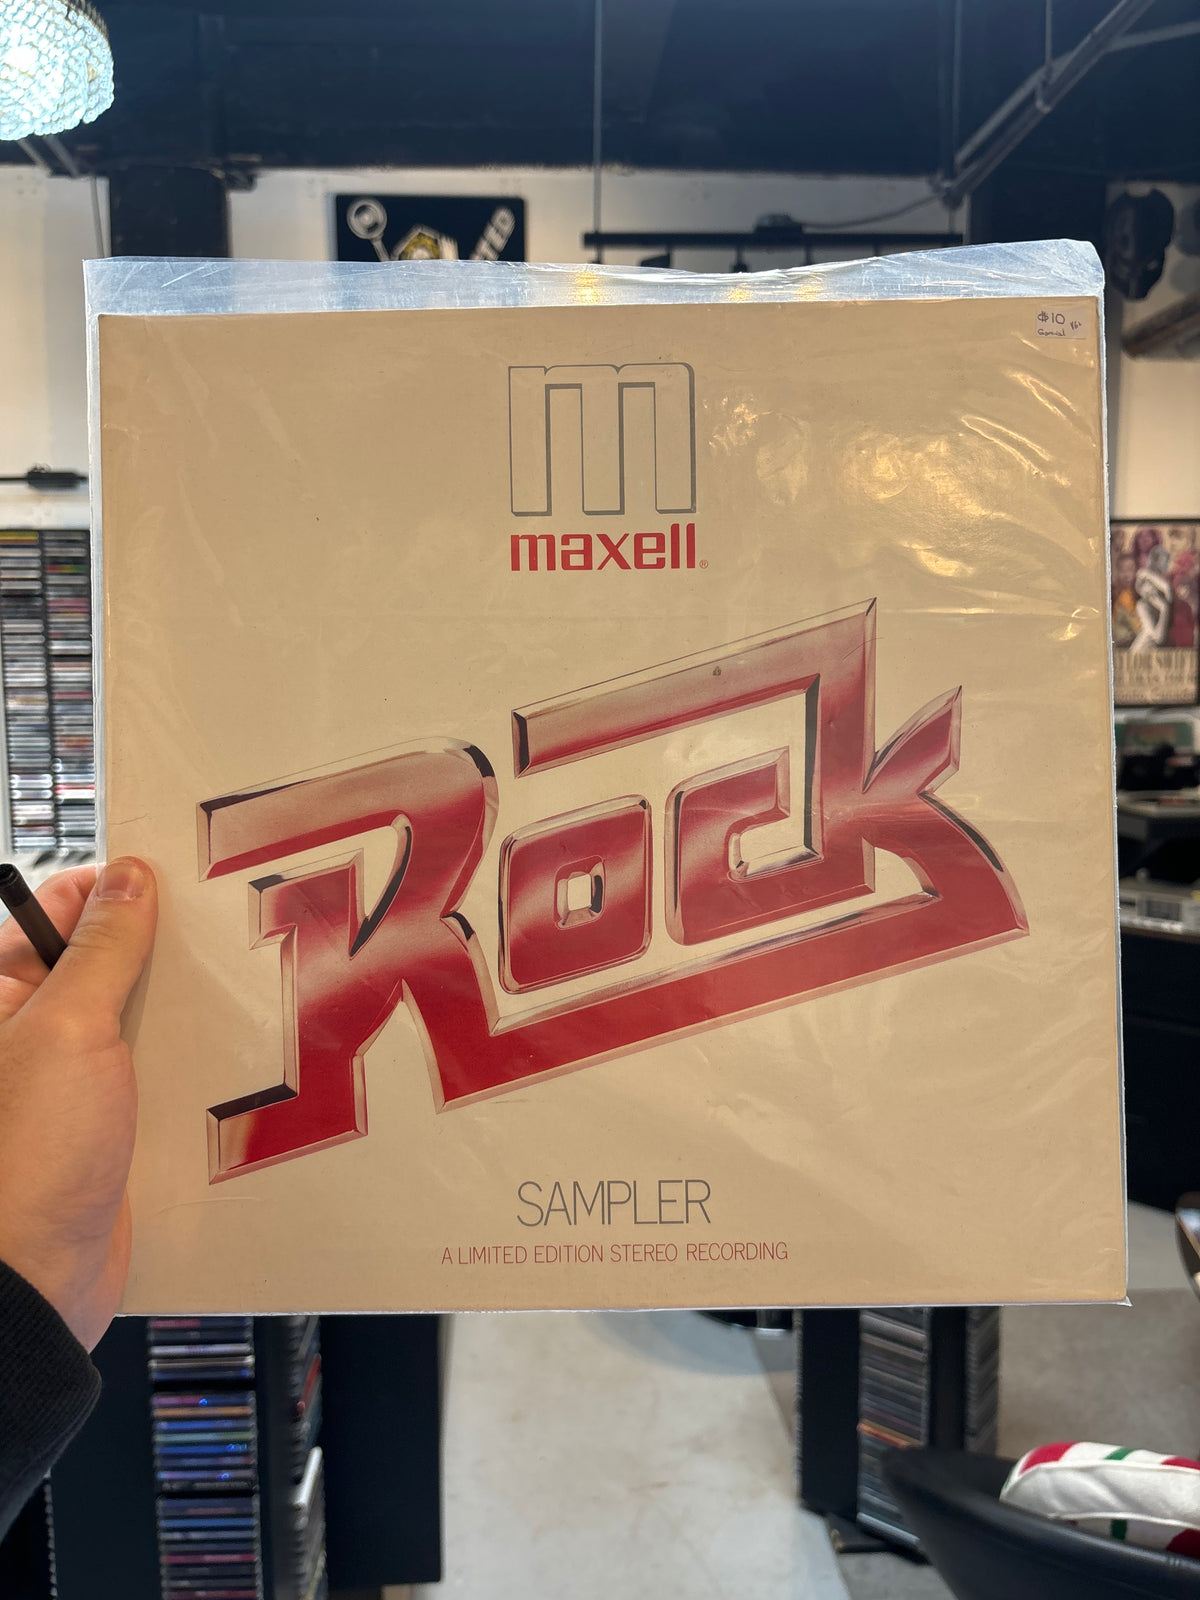 $10
m
maxell®
Rock
SAMPLER
A LIMITED EDITION STEREO RECORDING